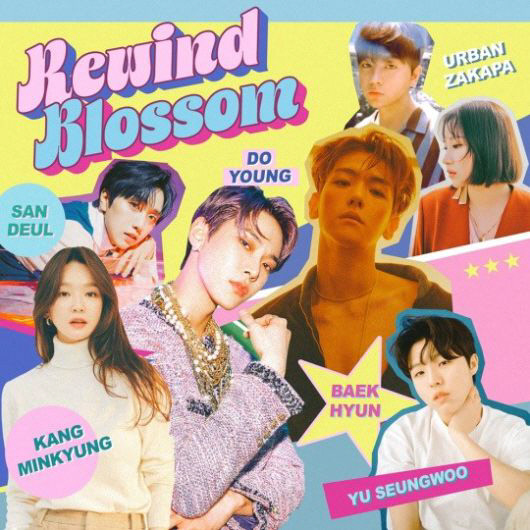 Rewind
Blossom
URBAN
ZAKAPA
DO
YOUNG
SAN
DEUL
BAEK
HYUN
KANG
MINKYUNG
YU SEUNGWOO